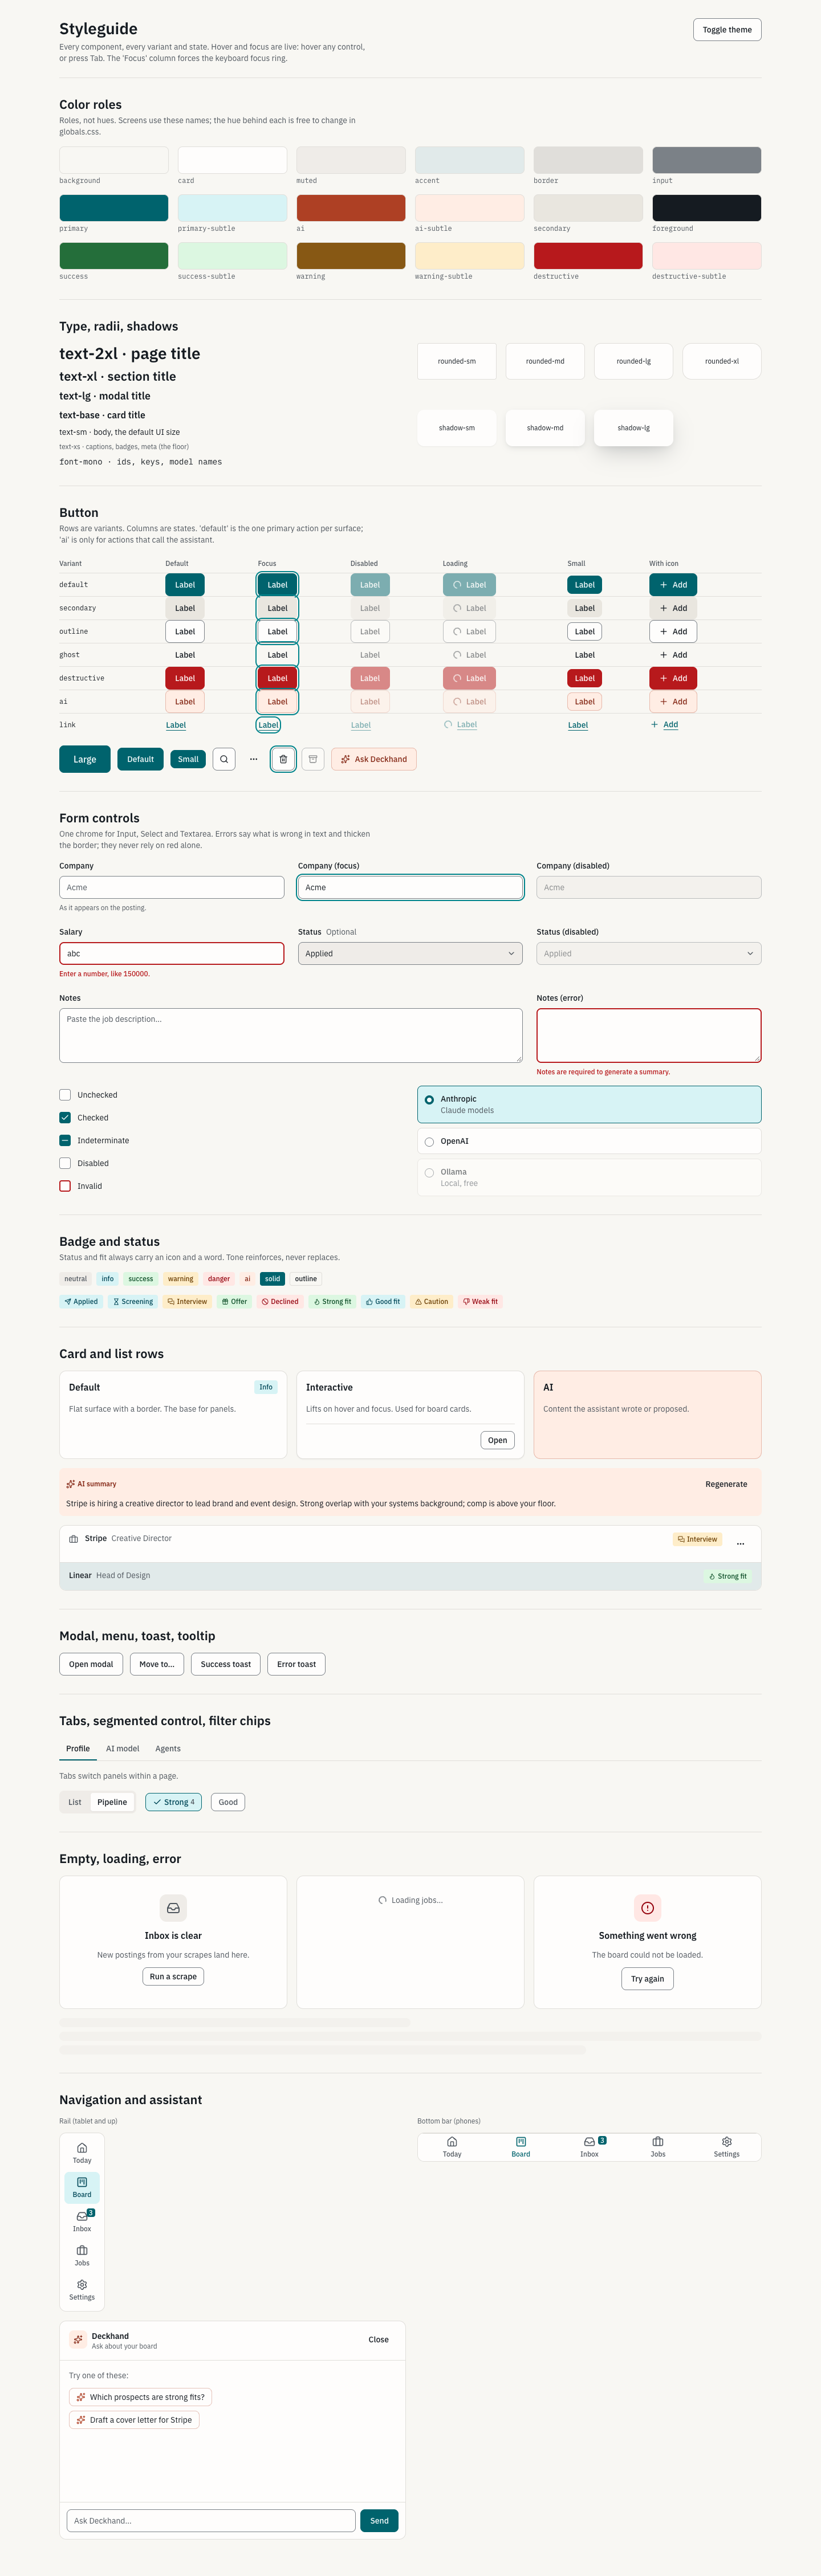 Styleguide
Toggle theme
Every component, every variant and state. Hover and focus are live: hover any control,
or press Tab. The 'Focus' column forces the keyboard focus ring.
Color roles
Roles, not hues. Screens use these names; the hue behind each is free to change in
globals.css.
background card muted accent border input
primary primary-subtle ai ai-subtle secondary foreground
success success-subtle warning warning-subtle destructive destructive-subtle
Type, radii, shadows
text-2xl · page title
text-xl · section title
text-lg · modal title
text-base · card title
text-sm · body, the default UI size
text-xs · captions, badges, meta (the floor)
font-mono · ids, keys, model names
rounded-sm rounded-md rounded-lg rounded-xl
shadow-sm shadow-md shadow-lg
Button
Rows are variants. Columns are states. 'default' is the one primary action per surface;
'ai' is only for actions that call the assistant.
Variant Default Focus Disabled Loading Small With icon
default Label Label Label Label Label Add
secondary Label Label Label Label Label Add
outline Label Label Label Label Label Add
ghost Label Label Label Label Label Add
destructive Label Label Label Label Label Add
ai Label Label Label Label Label Add
link Label Label Label Label Label Add
Large Default Small Ask Deckhand
Form controls
One chrome for Input, Select and Textarea. Errors say what is wrong in text and thicken
the border; they never rely on red alone.
Company Company (focus) Company (disabled)
Acme Acme Acme
As it appears on the posting.
Salary Status Optional Status (disabled)
abc Applied Applied
Enter a number, like 150000.
Notes Notes (error)
Paste the job description...
Notes are required to generate a summary.
Unchecked
Checked
Indeterminate
Disabled
Invalid
Anthropic
Claude models
OpenAI
Ollama
Local, free
Badge and status
Status and fit always carry an icon and a word. Tone reinforces, never replaces.
neutral info success warning danger ai solid outline
Applied Screening Interview Offer Declined Strong fit Good fit Caution Weak fit
Card and list rows
Default Info
Flat surface with a border. The base for panels.
Interactive
Lifts on hover and focus. Used for board cards.
Open
AI
Content the assistant wrote or proposed.
AI summary Regenerate
Stripe is hiring a creative director to lead brand and event design. Strong overlap with your systems background; comp is above your floor.
Stripe Creative Director Interview
Linear Head of Design Strong fit
Modal, menu, toast, tooltip
Open modal Move to... Success toast Error toast
Tabs, segmented control, filter chips
Profile AI model Agents
Tabs switch panels within a page.
List Pipeline Strong 4 Good
Empty, loading, error
Inbox is clear
New postings from your scrapes land here.
Run a scrape
Loading jobs...
Something went wrong
The board could not be loaded.
Try again
Navigation and assistant
Rail (tablet and up)
Today
Board
3
Inbox
Jobs
Settings
Bottom bar (phones)
3
Today Board Inbox Jobs Settings
Deckhand
Ask about your board
Close
Try one of these:
Which prospects are strong fits?
Draft a cover letter for Stripe
Ask Deckhand... Send